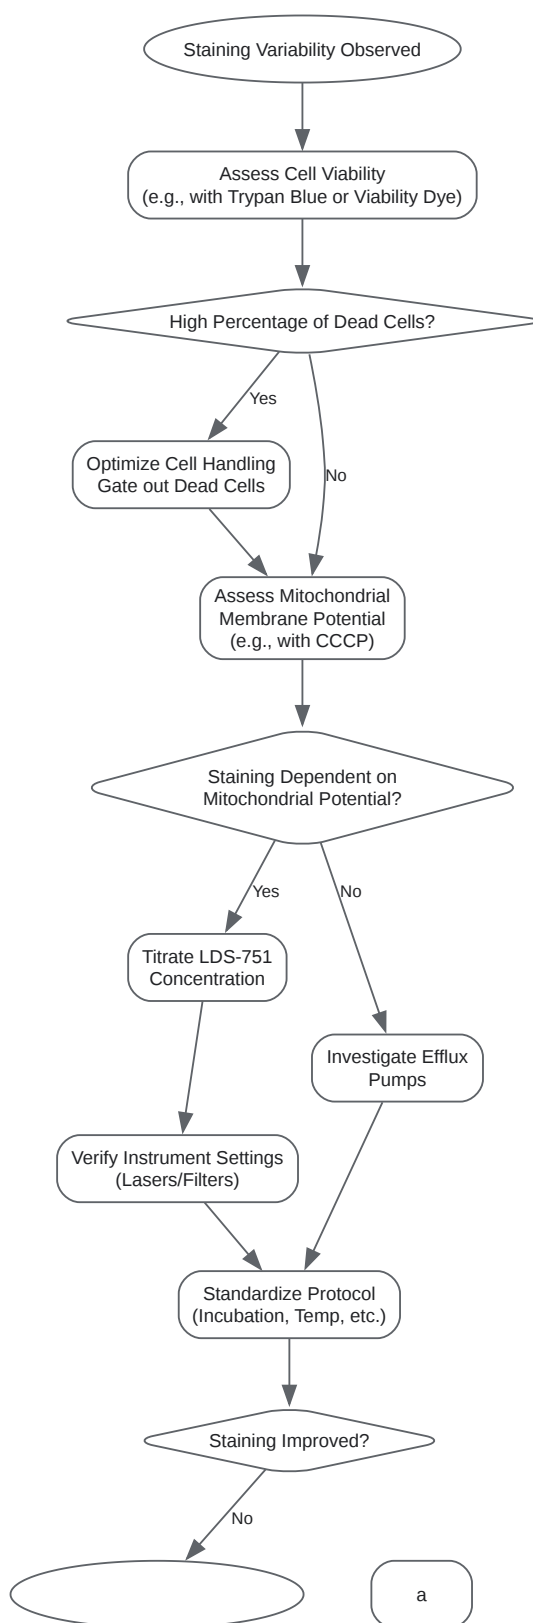 Staining Variability Observed
Assess Cell Viability
(e.g., with Trypan Blue or Viability Dye)
High Percentage of Dead Cells?
Yes
Optimize Cell Handling
Gate out Dead Cells
No
Assess Mitochondrial
Membrane Potential
(e.g., with CCCP)
Staining Dependent on
Mitochondrial Potential?
Yes
No
Titrate LDS-751
Concentration
Investigate Efflux
Pumps
Verify Instrument Settings
(Lasers/Filters)
Standardize Protocol
(Incubation, Temp, etc.)
Staining Improved?
No
a